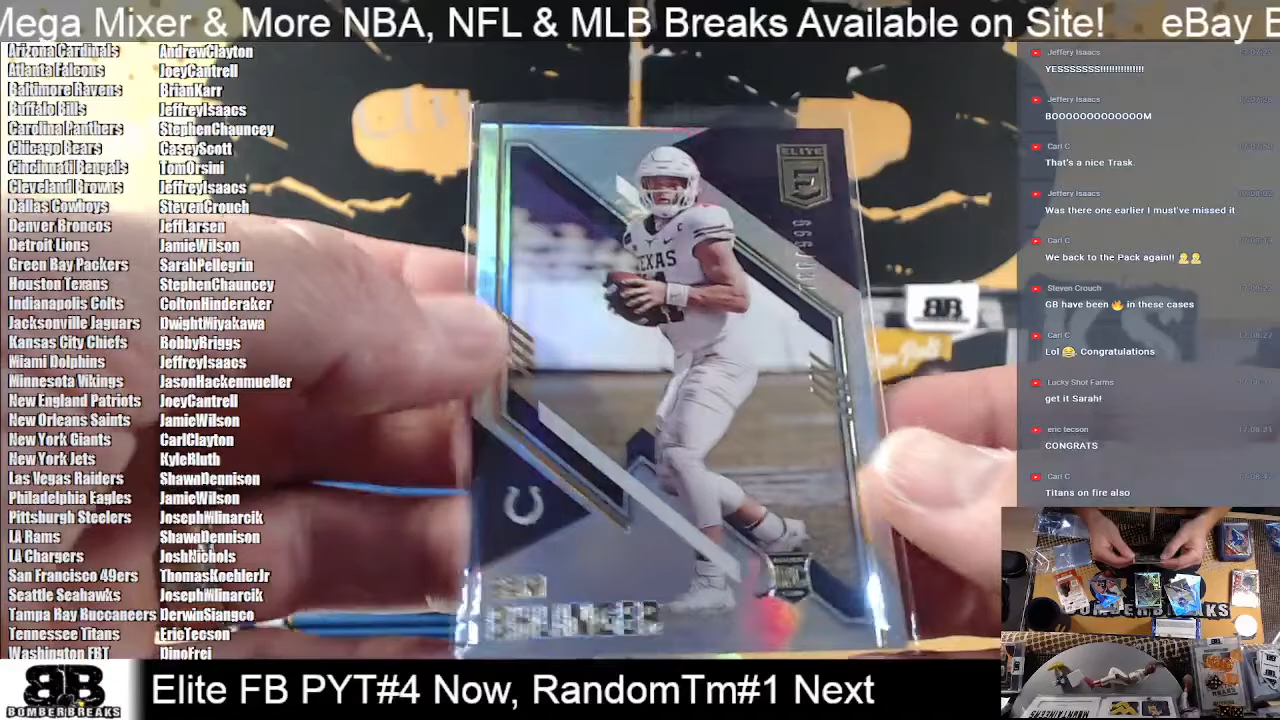 Mega Mixer & More NBA, NFL & MLB Breaks Available on Site! eBay
Arizona Cardinals AndrewClayton
Atlanta Falcons JoeyCantrell
Baltimore Ravens BrianKarr
Buffalo Bills JeffreyIsaacs
Carolina Panthers StephenChauncey
Chicago Bears CaseyScott
Cincinnati Bengals TomOrsini
Cleveland Browns JeffreyIsaacs
Dallas Cowboys StevenCrouch
Denver Broncos JeffLarsen
Detroit Lions JamieWilson
Green Bay Packers SarahPellegrin
Houston Texans StephenChauncey
Indianapolis Colts ColtonHinderaker
Jacksonville Jaguars DwightMiyakawa
Kansas City Chiefs BobbyBriggs
Miami Dolphins JeffreyIsaacs
Minnesota Vikings JasonHackenmueller
New England Patriots JoeyCantrell
New Orleans Saints JamieWilson
New York Giants CarlClayton
New York Jets KyleBluth
Las Vegas Raiders ShawnDennison
Philadelphia Eagles JamieWilson
Pittsburgh Steelers JosephMlinarcik
LA Rams ShawnDennison
LA Chargers JoshNichols
San Francisco 49ers ThomasKoehlerJr
Seattle Seahawks JosephMlinarcik
Tampa Bay Buccaneers DerwinSiangco
Tennessee Titans EricTecson
Washington FBT DinoFrei
ELITE
E
TEXAS
BB
Jeffery Isaacs
YESSSSSS!!!!!!!!!!!!!!!
Jeffery Isaacs
BOOOOOOOOOOOOM
Carl C
That's a nice Trask.
Jeffery Isaacs
Was there one earlier I must've missed it
Carl C
We back to the Pack again!! 🤦‍♂️🤦‍♂️
Steven Crouch
GB have been 🔥 in these cases
Carl C
Lol 😂 Congratulations
Lucky Shot Farms
get it Sarah!
eric tecson
CONGRATS
Carl C
Titans on fire also
BOMBERBREAKS
BB
BOMBERBREAKS
Elite FB PYT#4 Now, RandomTm#1 Next